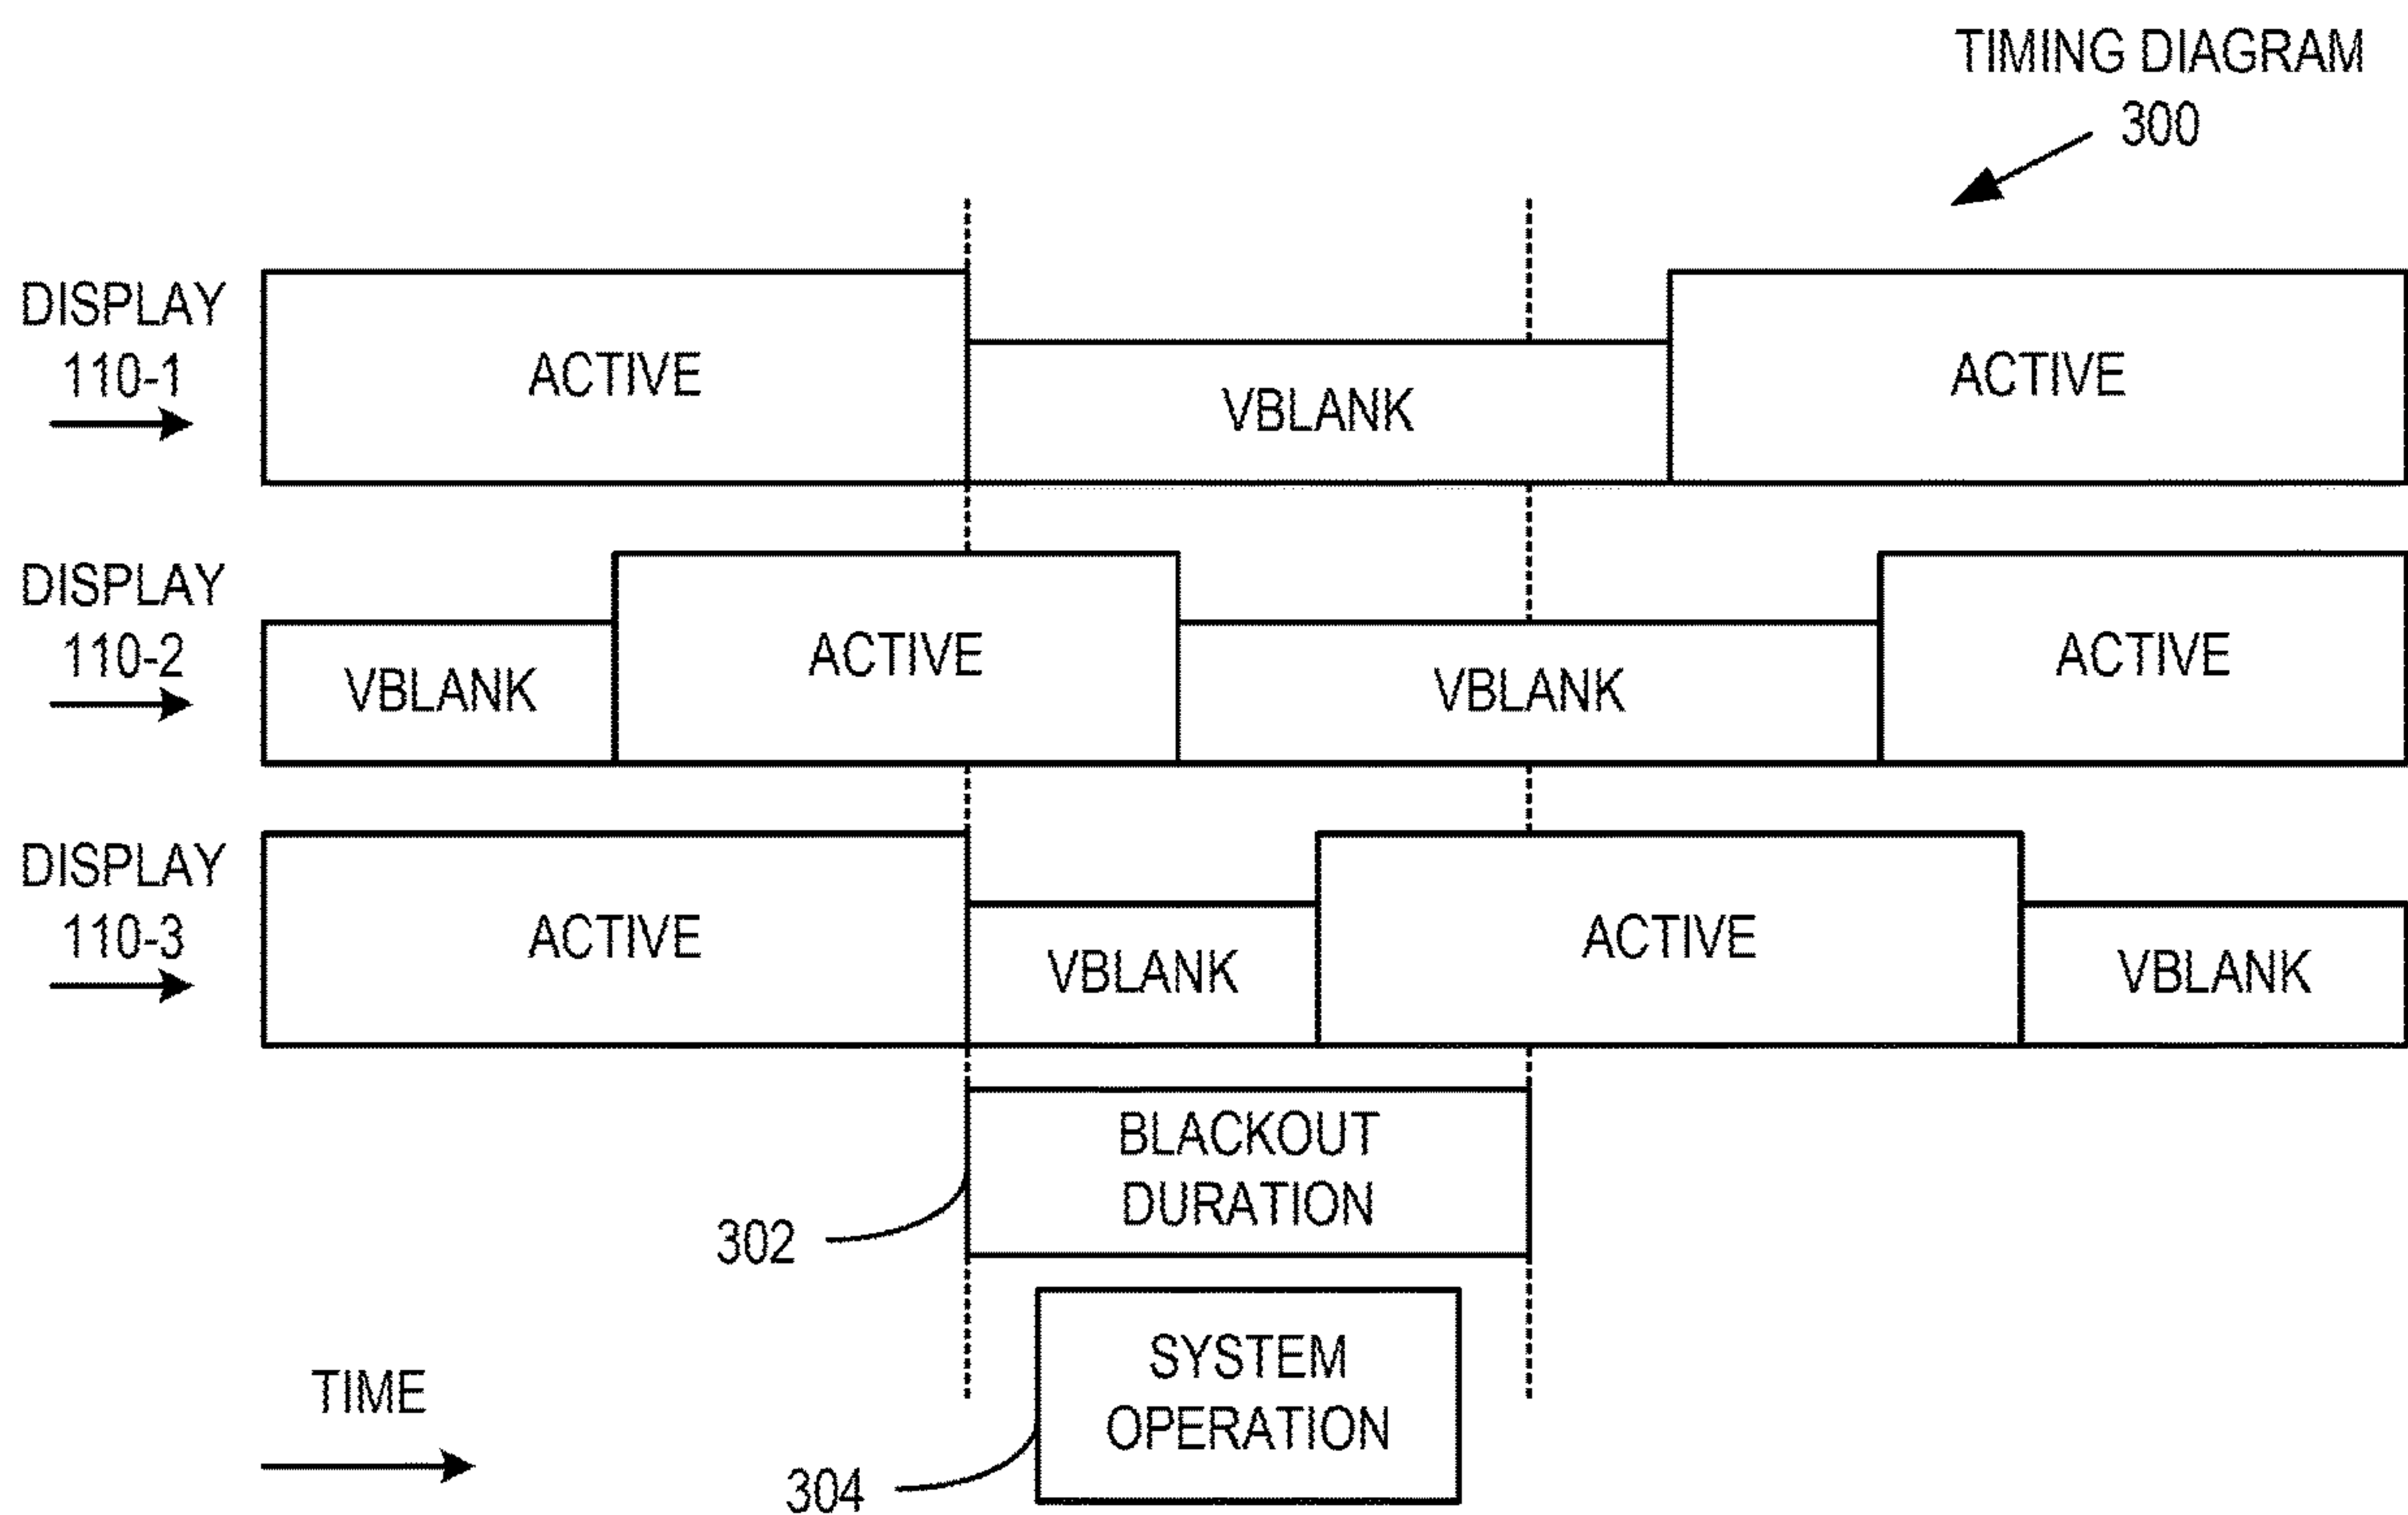 TIMING DIAGRAM
300
DISPLAY
110-1
ACTIVE
VBLANK
ACTIVE
DISPLAY
110-2
VBLANK
ACTIVE
VBLANK
ACTIVE
DISPLAY
110-3
ACTIVE
VBLANK
ACTIVE
VBLANK
BLACKOUT
DURATION
302
SYSTEM
OPERATION
304
TIME